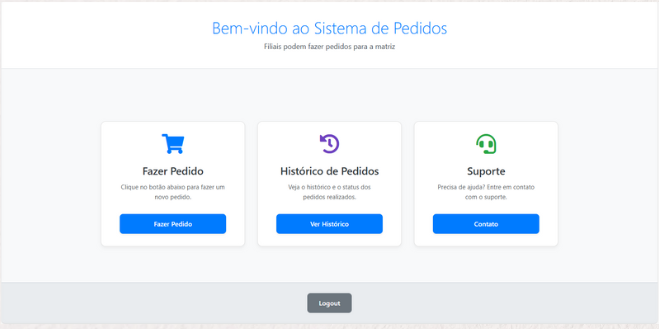 Bem-vindo ao Sistema de Pedidos
Filiais podem fazer pedidos para a matriz
Fazer Pedido
Clique no botão abaixo para fazer um
novo pedido.
Fazer Pedido
Histórico de Pedidos
Veja o histórico e o status dos
pedidos realizados.
Ver Histórico
Suporte
Precisa de ajuda? Entre em contato
com o suporte.
Contato
Logout